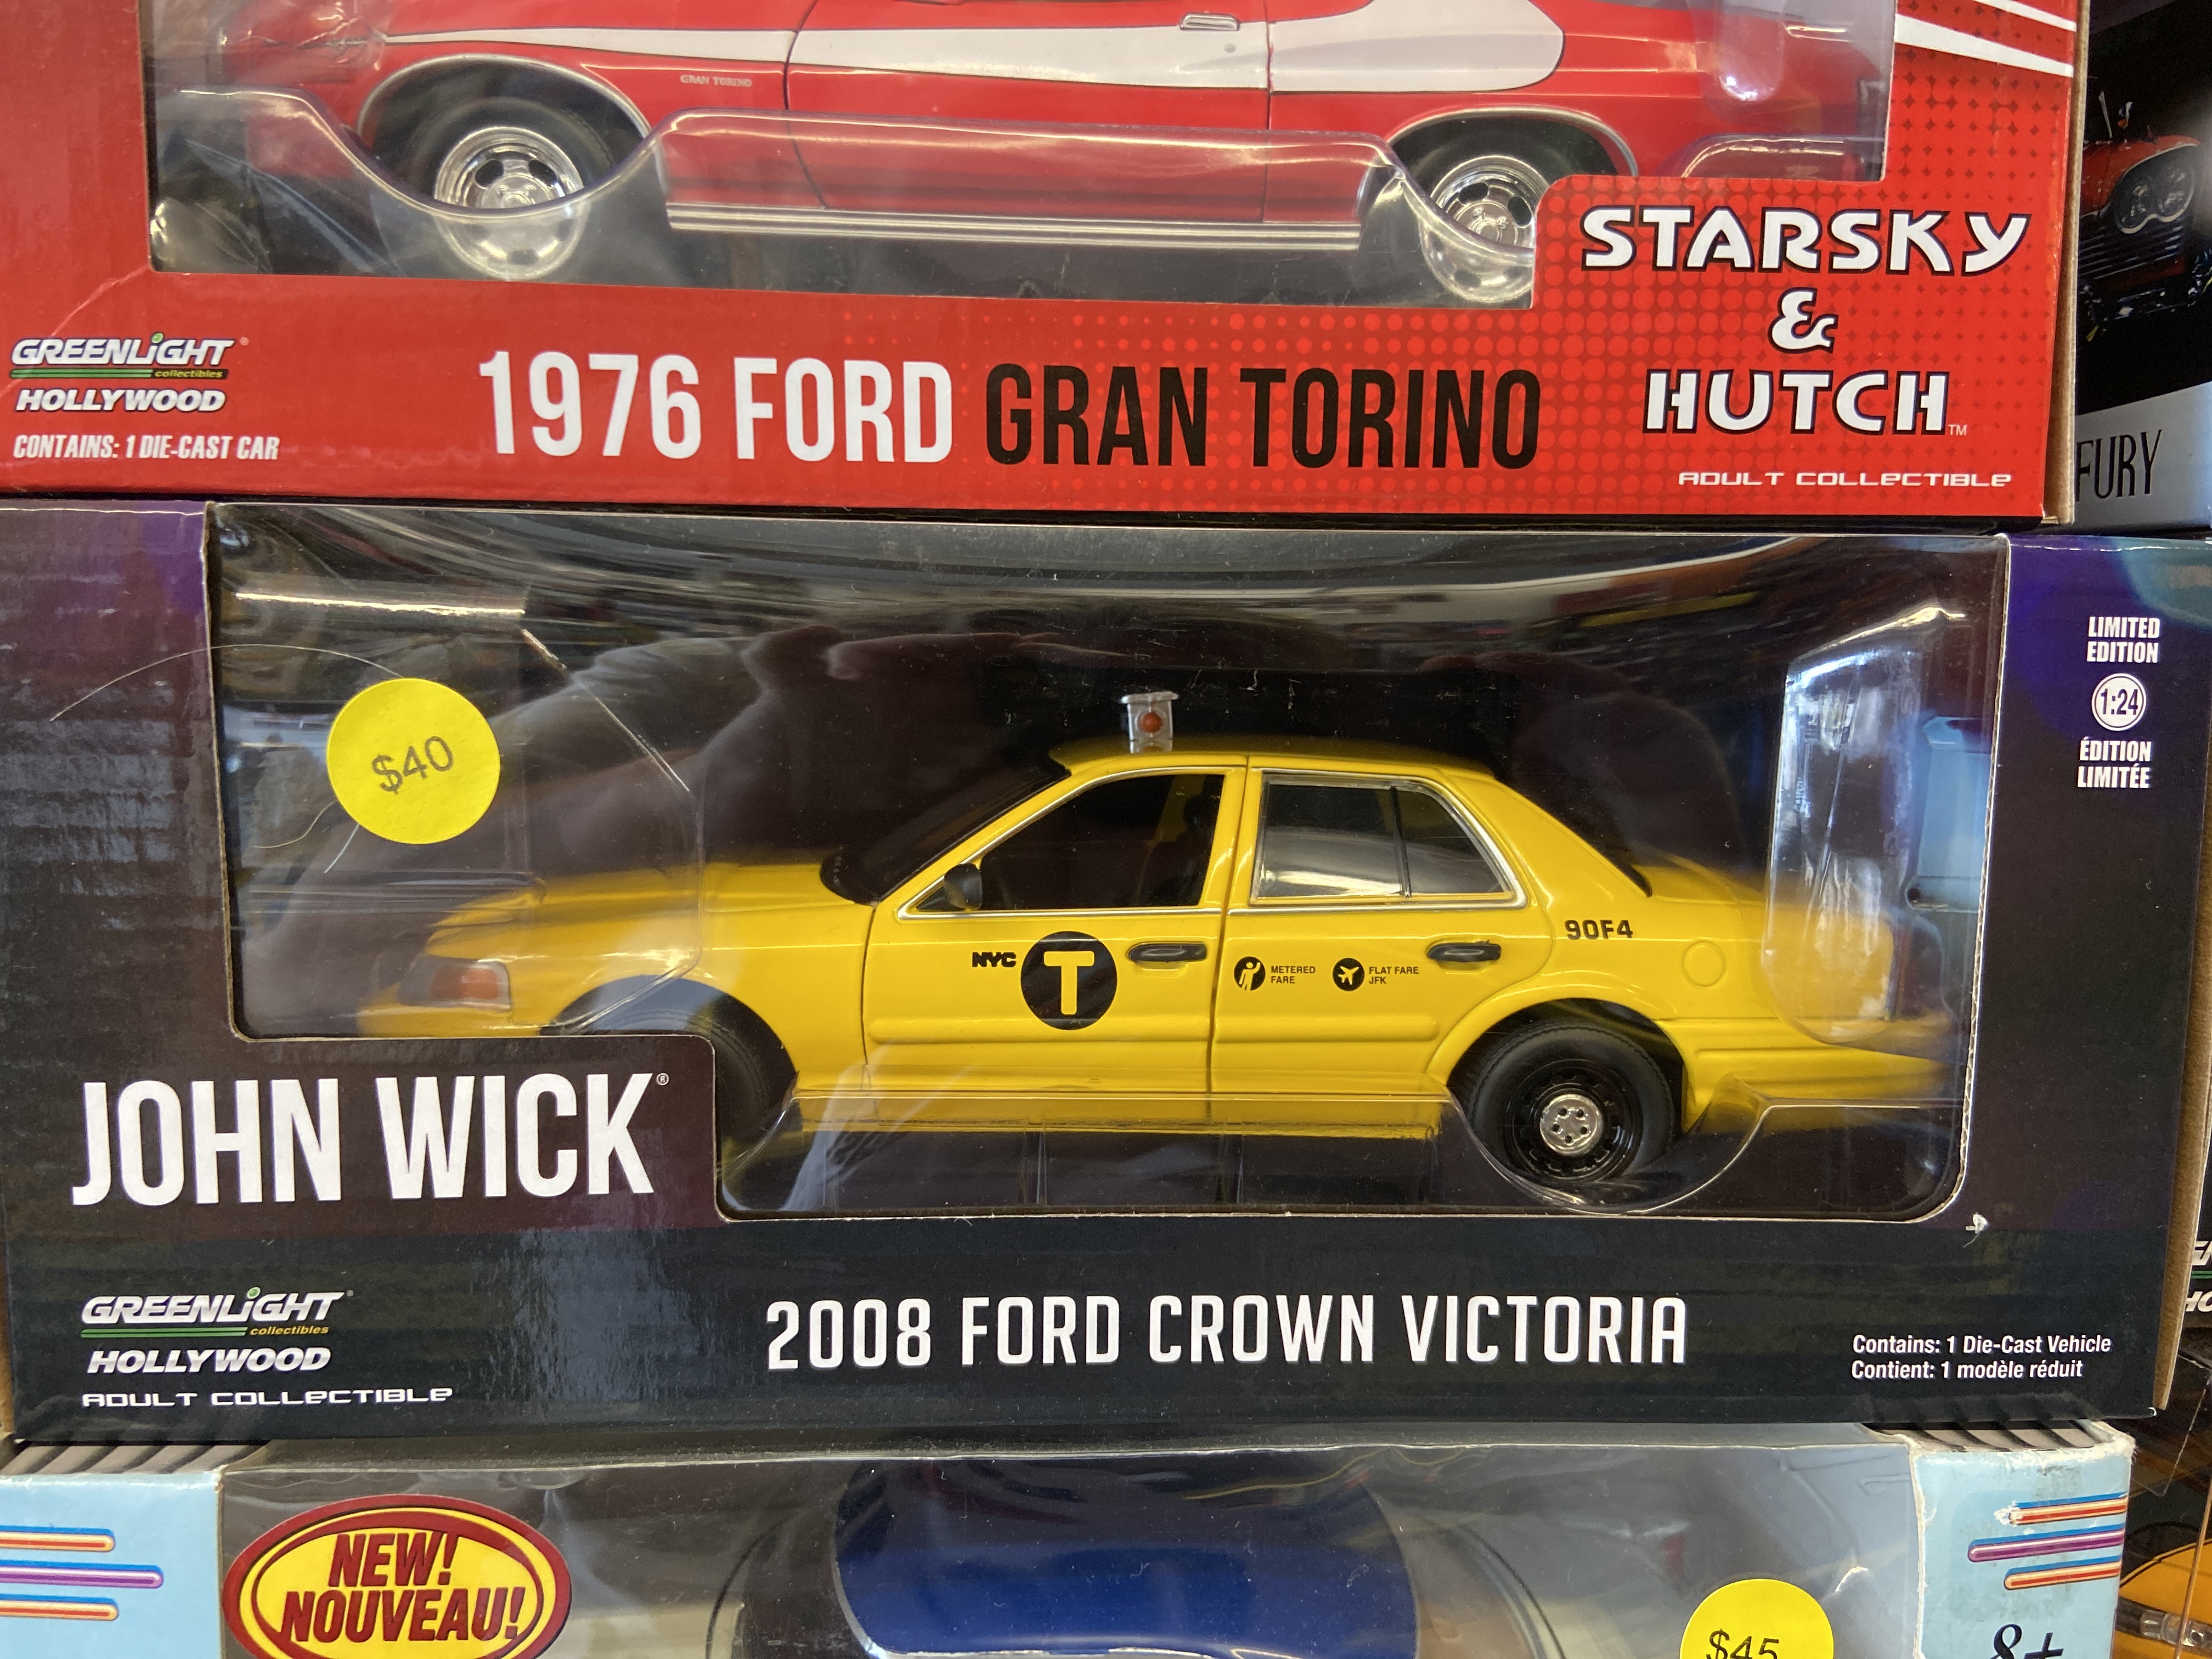 GRAN TORINO
STARSKY
&
HUTCH™
GREENLIGHT®
collectibles
HOLLYWOOD
CONTAINS: 1 DIE-CAST CAR
1976 FORD GRAN TORINO
ADULT COLLECTIBLE
FURY
LIMITED
EDITION
1:24
ÉDITION
LIMITÉE
$40
NYC T
METERED
FARE
FLAT FARE
JFK
90F4
JOHN WICK®
GREENLIGHT®
collectibles
HOLLYWOOD
ADULT COLLECTIBLE
2008 FORD CROWN VICTORIA
Contains: 1 Die-Cast Vehicle
Contient: 1 modèle réduit
NEW!
NOUVEAU!
$45
8+